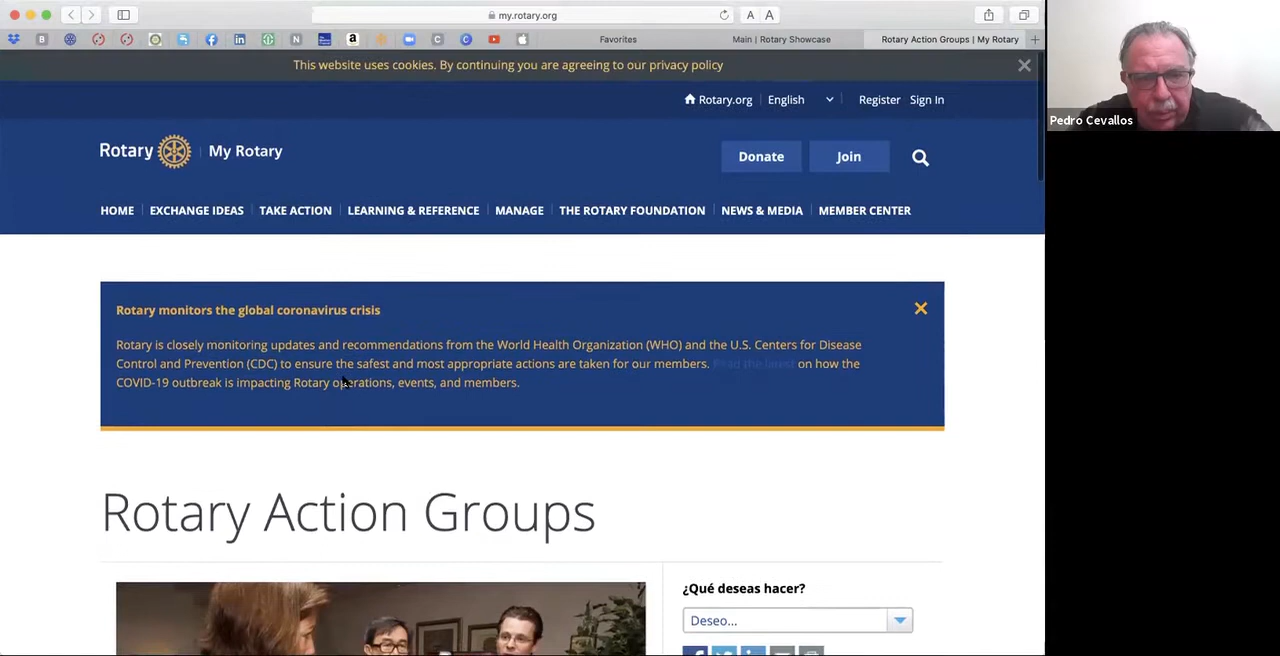 my.rotary.org
A A
B
N
a
C
C
Favorites
Main | Rotary Showcase
Rotary Action Groups | My Rotary
This website uses cookies. By continuing you are agreeing to our privacy policy
Rotary.org English
Register Sign In
Rotary My Rotary
Donate Join
HOME EXCHANGE IDEAS TAKE ACTION LEARNING & REFERENCE MANAGE THE ROTARY FOUNDATION NEWS & MEDIA MEMBER CENTER
Rotary monitors the global coronavirus crisis
Rotary is closely monitoring updates and recommendations from the World Health Organization (WHO) and the U.S. Centers for Disease
Control and Prevention (CDC) to ensure the safest and most appropriate actions are taken for our members. Read the latest on how the
COVID-19 outbreak is impacting Rotary operations, events, and members.
Rotary Action Groups
¿Qué deseas hacer?
Deseo...
Pedro Cevallos